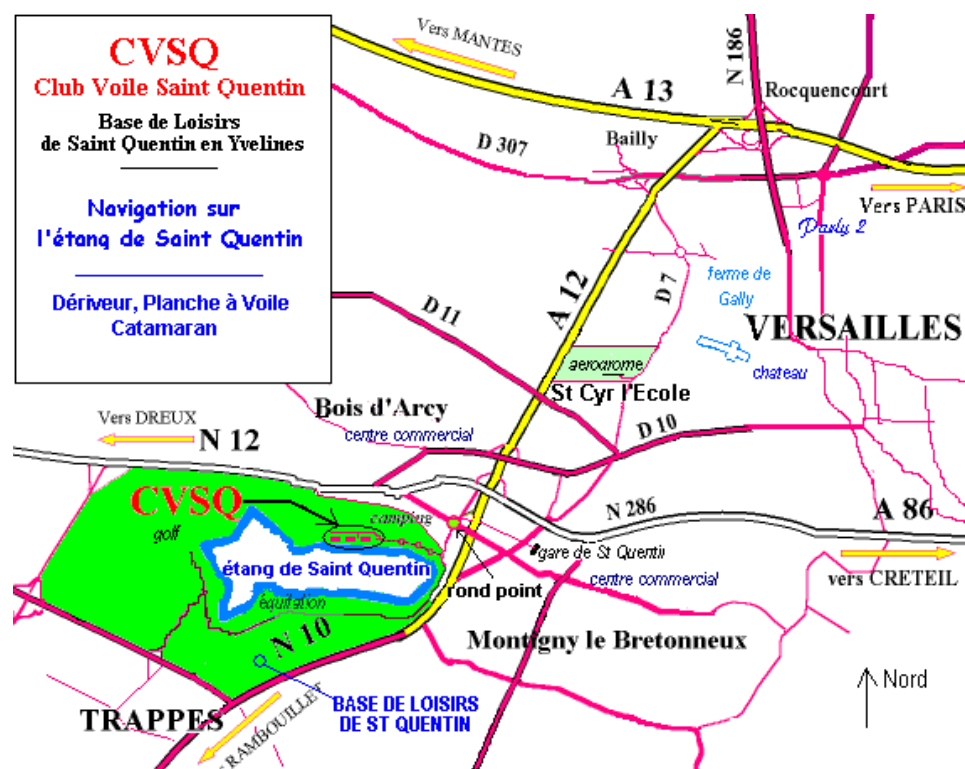 CVSQ
Club Voile Saint Quentin
Base de Loisirs
de Saint Quentin en Yvelines
Navigation sur
l'étang de Saint Quentin
Dériveur, Planche à Voile
Catamaran
Vers MANTES
A 13
N 186
Rocquencourt
Bailly
D 307
Vers PARIS
Parly 2
A 12
D 7
ferme de
Gally
D 11
VERSAILLES
aerodrome
chateau
St Cyr l'Ecole
Bois d'Arcy
Vers DREUX
centre commercial
D 10
N 12
CVSQ
camping
N 286
A 86
golf
gare de St Quentin
étang de Saint Quentin
rond point
centre commercial
vers CRETEIL
équitation
N 10
Montigny le Bretonneux
Nord
BASE DE LOISIRS
DE ST QUENTIN
TRAPPES
RAMBOUILLET